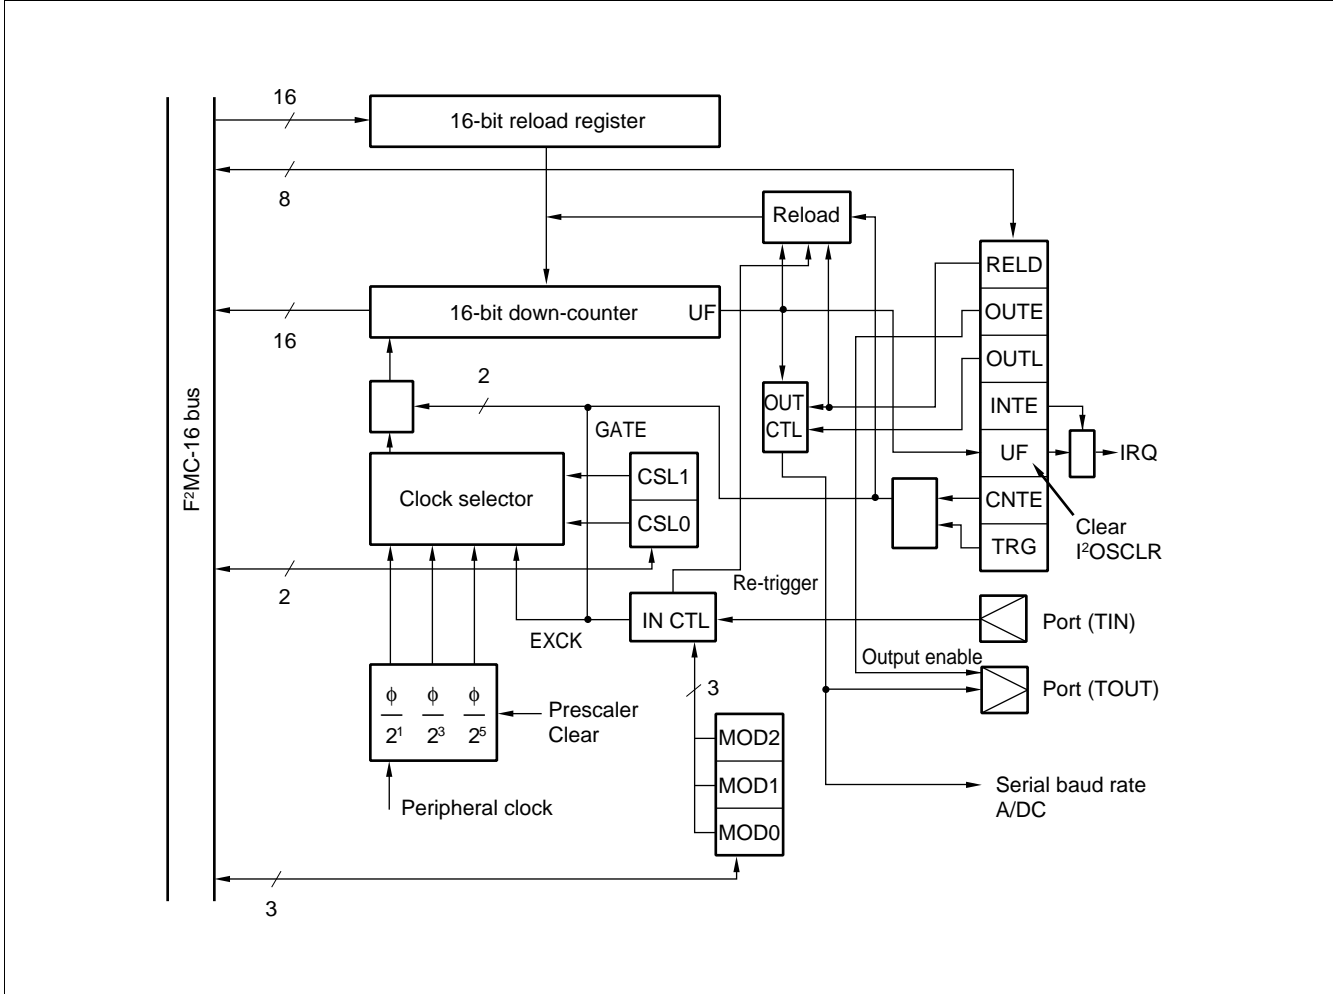 16
16-bit reload register
8
Reload
RELD
16-bit down-counter UF
OUTE
16
OUTL
2
OUT
CTL
INTE
GATE
F²MC-16 bus
UF
IRQ
CSL1
Clock selector
CSL0
CNTE
Clear
I²OSCLR
TRG
2
Re-trigger
IN CTL
Port (TIN)
EXCK
Output enable
Port (TOUT)
3
ϕ ϕ ϕ
2¹ 2³ 2⁵
Prescaler
Clear
MOD2
MOD1
MOD0
Serial baud rate
A/DC
Peripheral clock
3